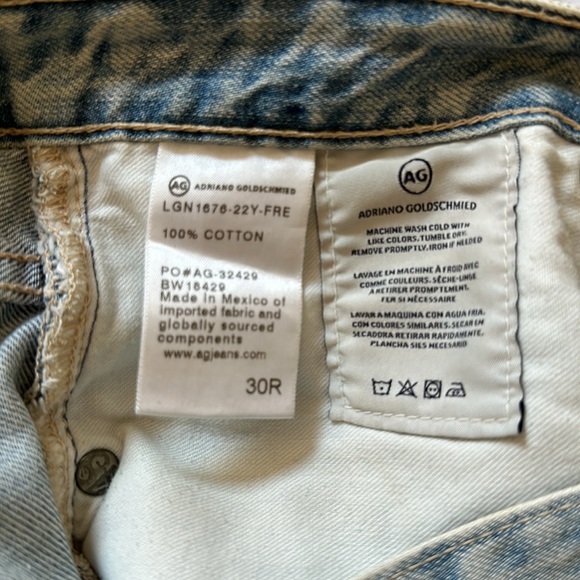 AG ADRIANO GOLDSCHMIED
LGN1676-22Y-FRE
100% COTTON
PO#AG-32429
BW18429
Made in Mexico of
imported fabric and
globally sourced
components
www.agjeans.com
30R
AG
ADRIANO GOLDSCHMIED
MACHINE WASH COLD WITH
LIKE COLORS. TUMBLE DRY.
REMOVE PROMPTLY. IRON IF NEEDED
LAVAGE EN MACHINE À FROID AVEC
COMME COULEURS. SÈCHE-LINGE
A RETIRER PROMPTEMENT.
FER SI NÉCESSAIRE
LAVAR A MAQUINA CON AGUA FRIA.
CON COLORES SIMILARES. SECAR EN
SECADORA RETIRAR RAPIDAMENTE.
PLANCHA SIES NECESARIO